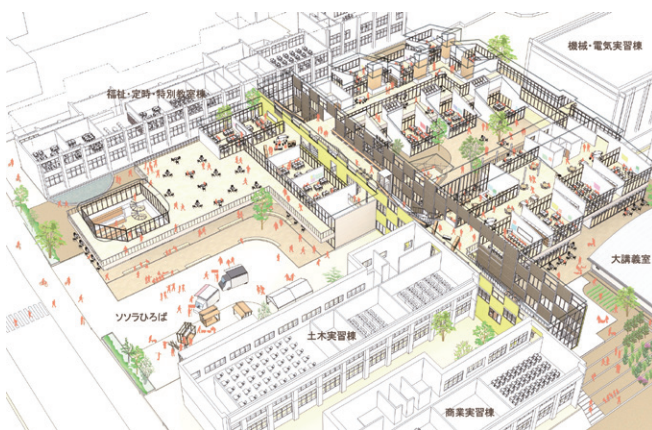 機械・電気実習棟
福祉・定時・特別教室棟
大講義室
ソソラひろば
土木実習棟
商業実習棟